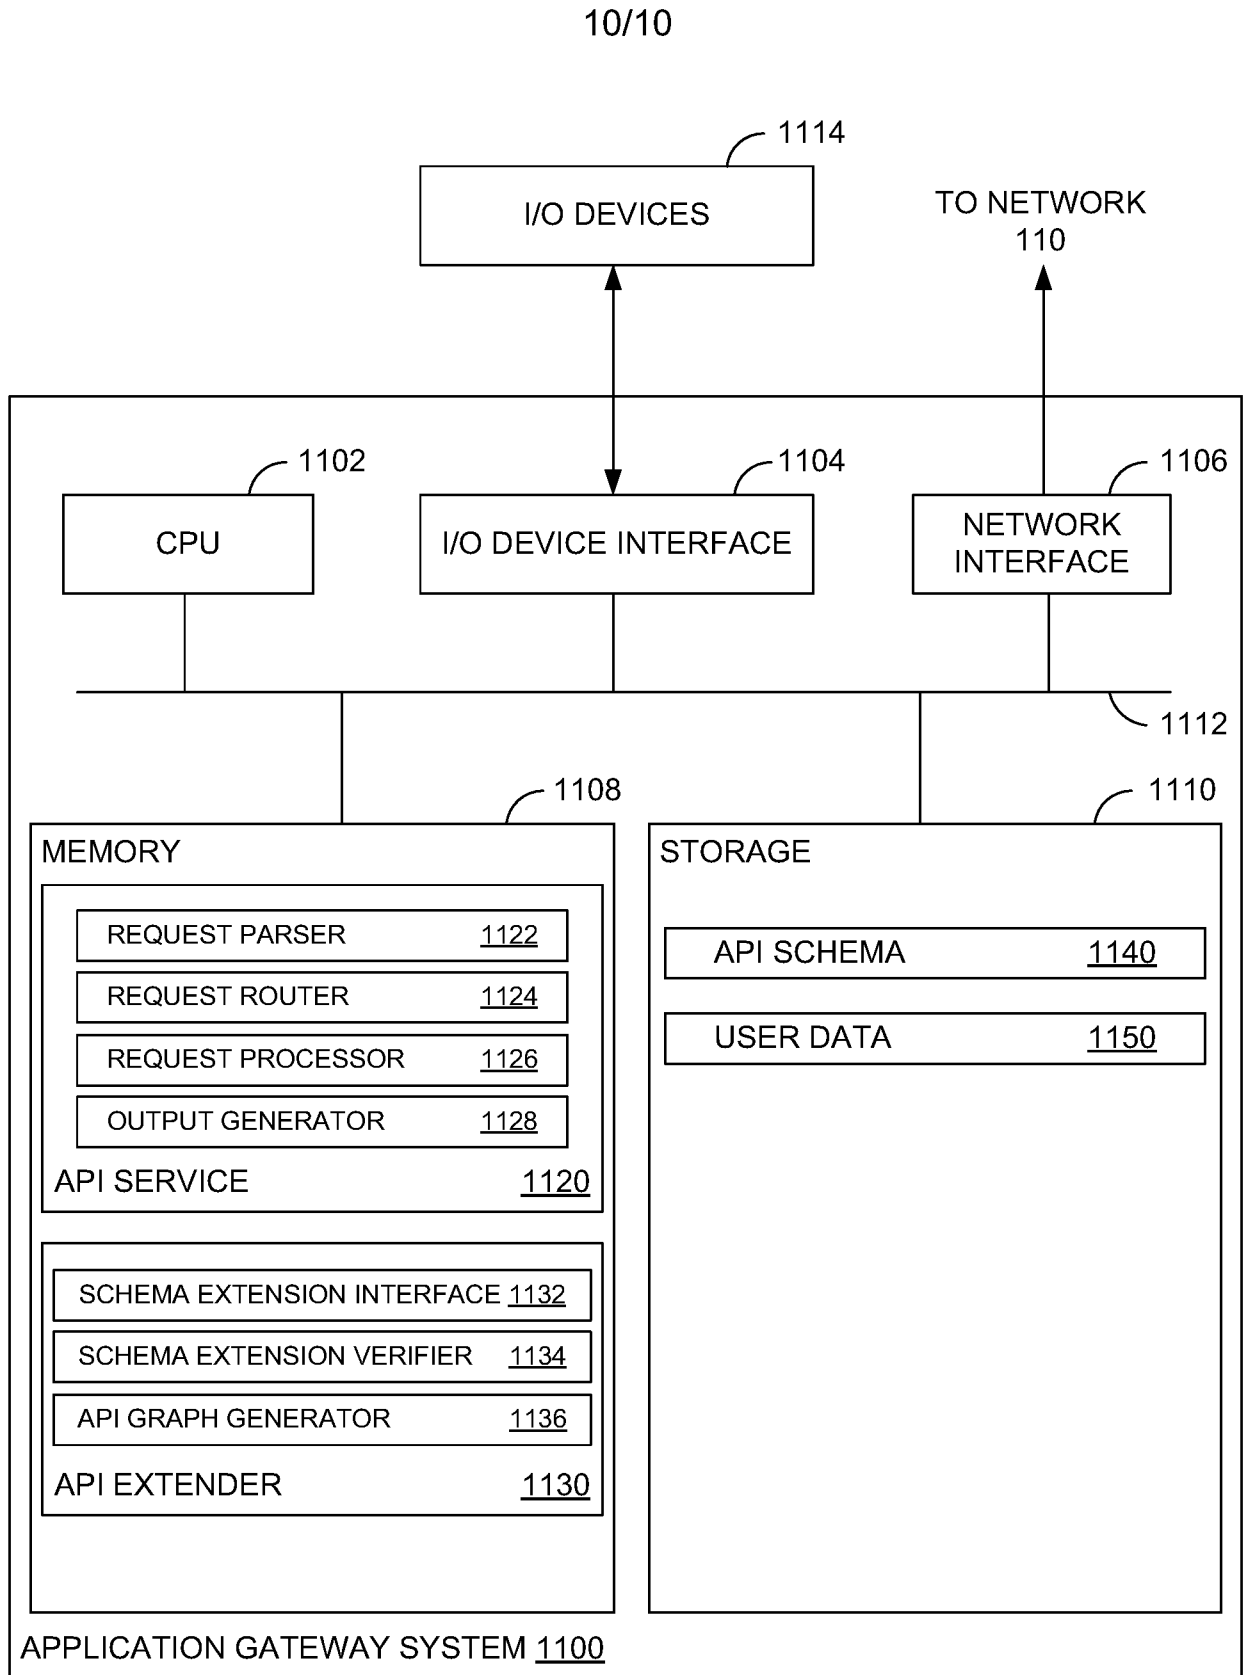 10/10
1114
I/O DEVICES
TO NETWORK
110
1102
1104
1106
CPU
I/O DEVICE INTERFACE
NETWORK
INTERFACE
1112
1108
1110
MEMORY
REQUEST PARSER 1122
REQUEST ROUTER 1124
REQUEST PROCESSOR 1126
OUTPUT GENERATOR 1128
API SERVICE 1120
SCHEMA EXTENSION INTERFACE 1132
SCHEMA EXTENSION VERIFIER 1134
API GRAPH GENERATOR 1136
API EXTENDER 1130
STORAGE
API SCHEMA 1140
USER DATA 1150
APPLICATION GATEWAY SYSTEM 1100